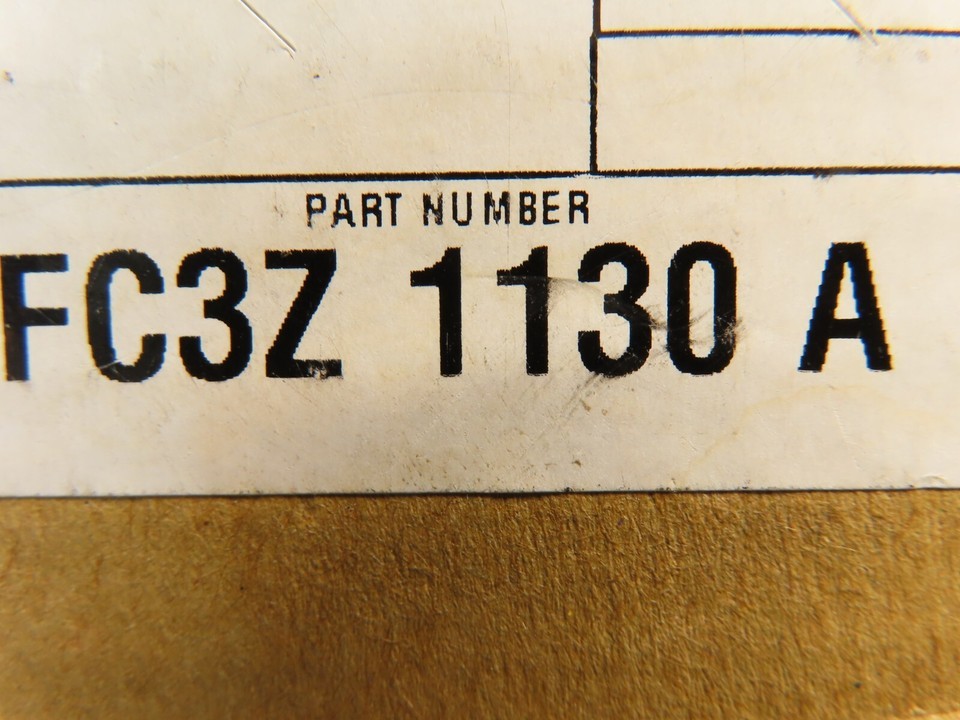 PART NUMBER
FC3Z 1130 A